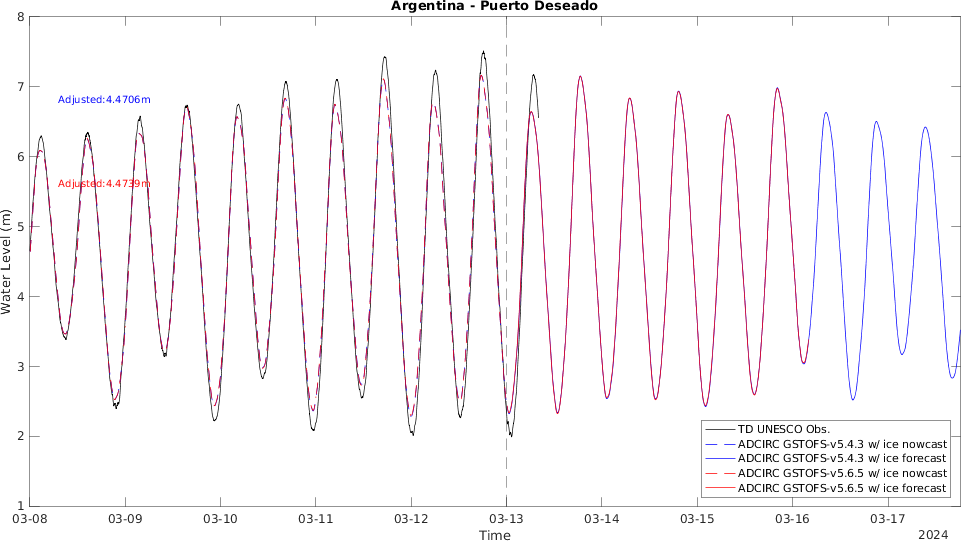 Argentina - Puerto Deseado
8
7
6
5
4
3
2
1
Water Level (m)
Adjusted:4.4706m
Adjusted:4.4739m
TD UNESCO Obs.
ADCIRC GSTOFS-v5.4.3 w/ ice nowcast
ADCIRC GSTOFS-v5.4.3 w/ ice forecast
ADCIRC GSTOFS-v5.6.5 w/ ice nowcast
ADCIRC GSTOFS-v5.6.5 w/ ice forecast
03-08 03-09 03-10 03-11 03-12 03-13 03-14 03-15 03-16 03-17
Time
2024